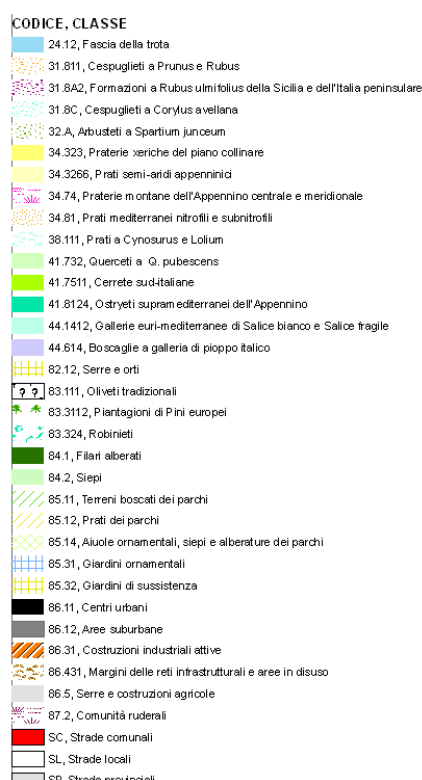 CODICE, CLASSE
24.12, Fascia della trota
31.811, Cespuglieti a Prunus e Rubus
31.8A2, Formazioni a Rubus ulmifolius della Sicilia e dell'Italia peninsulare
31.8C, Cespuglieti a Corylus avellana
32.A, Arbusteti a Spartium junceum
34.323, Praterie xeriche del piano collinare
34.3266, Prati semi-aridi appenninici
34.74, Praterie montane dell'Appennino centrale e meridionale
34.81, Prati mediterranei nitrofili e subnitrofili
38.111, Prati a Cynosurus e Lolium
41.732, Querceti a Q. pubescens
41.7511, Cerrete sud-italiane
41.8124, Ostryeti supramediterranei dell'Appennino
44.1412, Gallerie euri-mediterranee di Salice bianco e Salice fragile
44.614, Boscaglie a galleria di pioppo italico
82.12, Serre e orti
83.111, Oliveti tradizionali
83.3112, Piantagioni di Pini europei
83.324, Robinieti
84.1, Filari alberati
84.2, Siepi
85.11, Terreni boscati dei parchi
85.12, Prati dei parchi
85.14, Aiuole ornamentali, siepi e alberature dei parchi
85.31, Giardini ornamentali
85.32, Giardini di sussistenza
86.11, Centri urbani
86.12, Aree suburbane
86.31, Costruzioni industriali attive
86.431, Margini delle reti infrastrutturali e aree in disuso
86.5, Serre e costruzioni agricole
87.2, Comunità ruderali
SC, Strade comunali
SL, Strade locali
SP, Strade provinciali